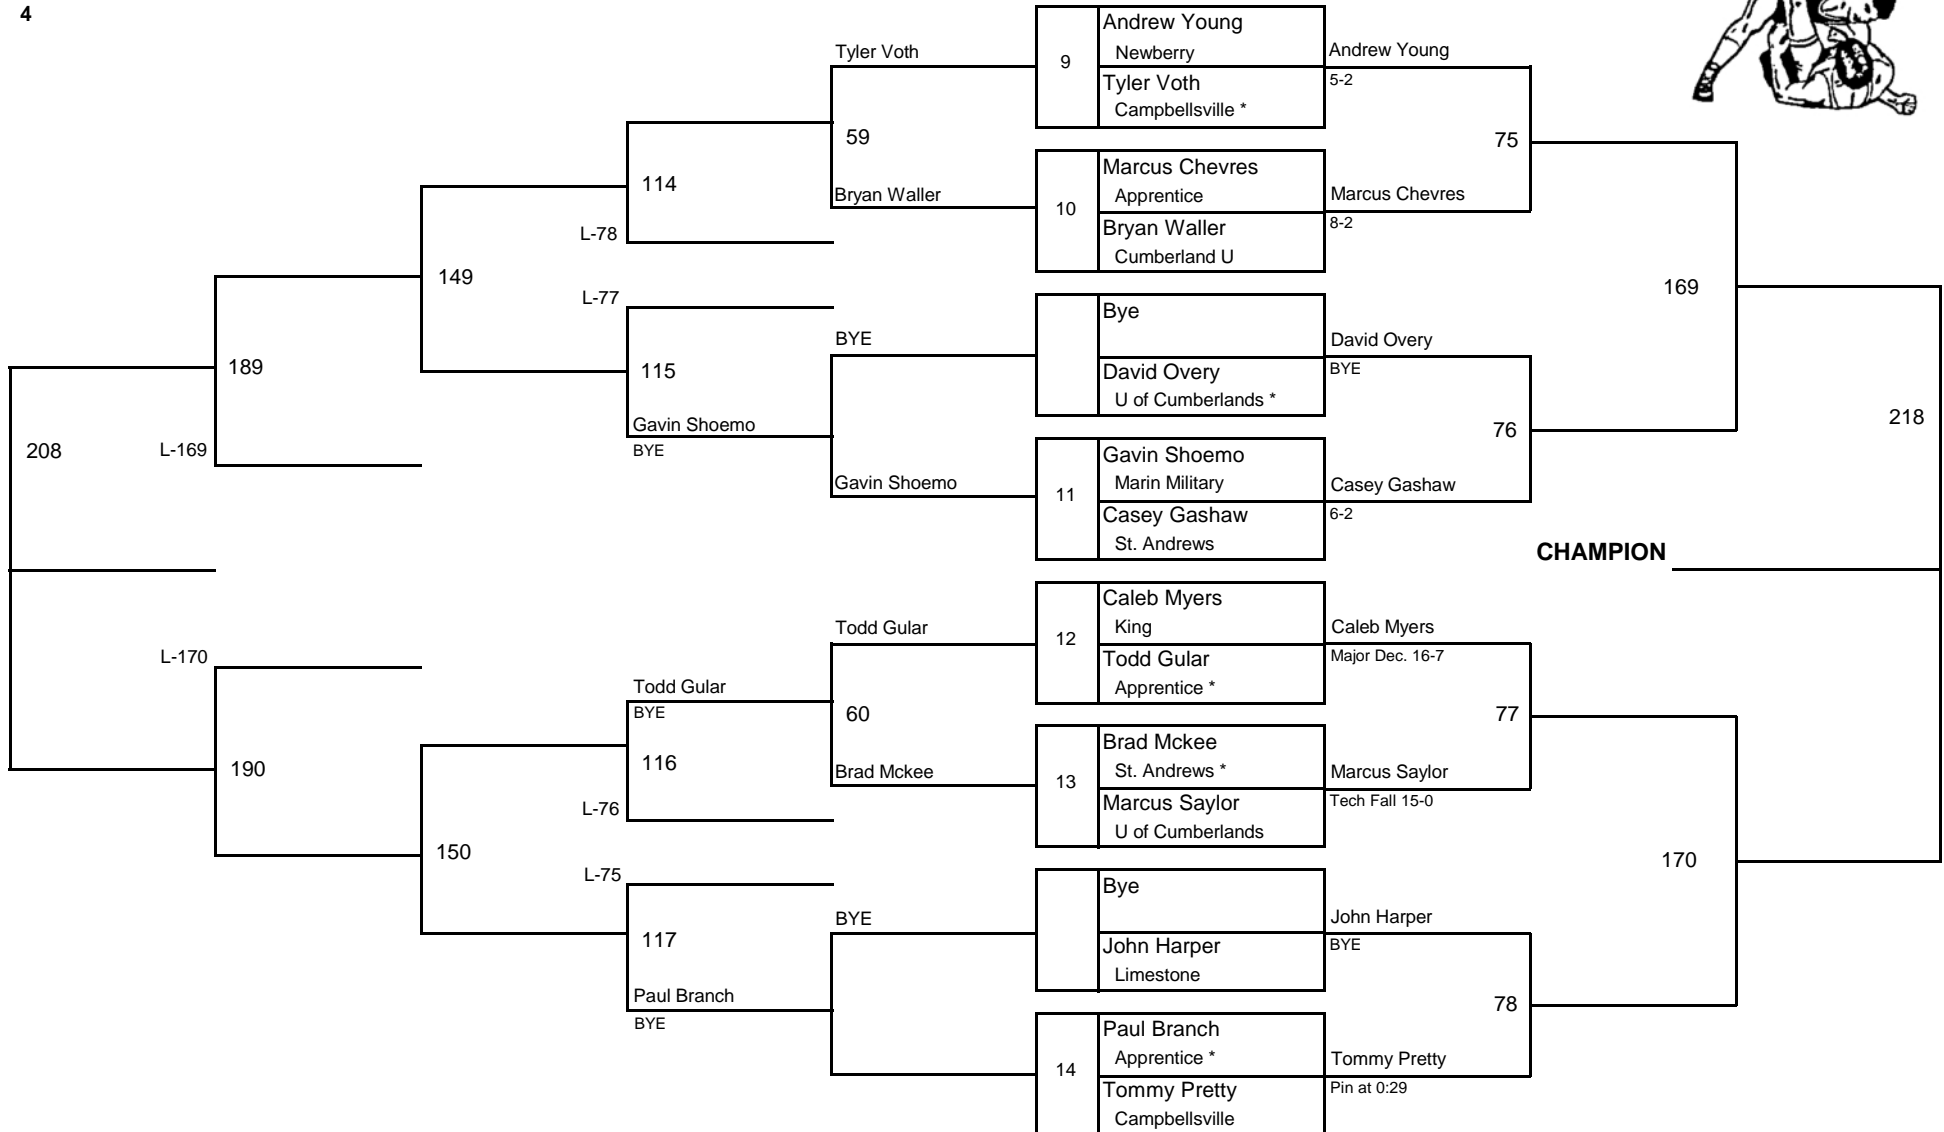 4
Andrew Young
Newberry
9
Tyler Voth
Campbellsville *
Tyler Voth
Andrew Young
5-2
59
75
114
Marcus Chevres
Apprentice
10
Bryan Waller
Cumberland U
Bryan Waller
Marcus Chevres
8-2
L-78
149
L-77
169
Bye
David Overy
U of Cumberlands *
BYE
David Overy
BYE
189
115
Gavin Shoemo
BYE
76
218
208
L-169
Gavin Shoemo
Marin Military
11
Casey Gashaw
St. Andrews
Gavin Shoemo
Casey Gashaw
6-2
CHAMPION
Caleb Myers
King
12
Todd Gular
Apprentice *
Todd Gular
Caleb Myers
Major Dec. 16-7
L-170
Todd Gular
BYE
60
77
116
190
Brad Mckee
St. Andrews *
13
Marcus Saylor
U of Cumberlands
Brad Mckee
Marcus Saylor
Tech Fall 15-0
L-76
150
170
L-75
Bye
John Harper
Limestone
BYE
John Harper
BYE
117
Paul Branch
BYE
78
Paul Branch
Apprentice *
14
Tommy Pretty
Campbellsville
Tommy Pretty
Pin at 0:29